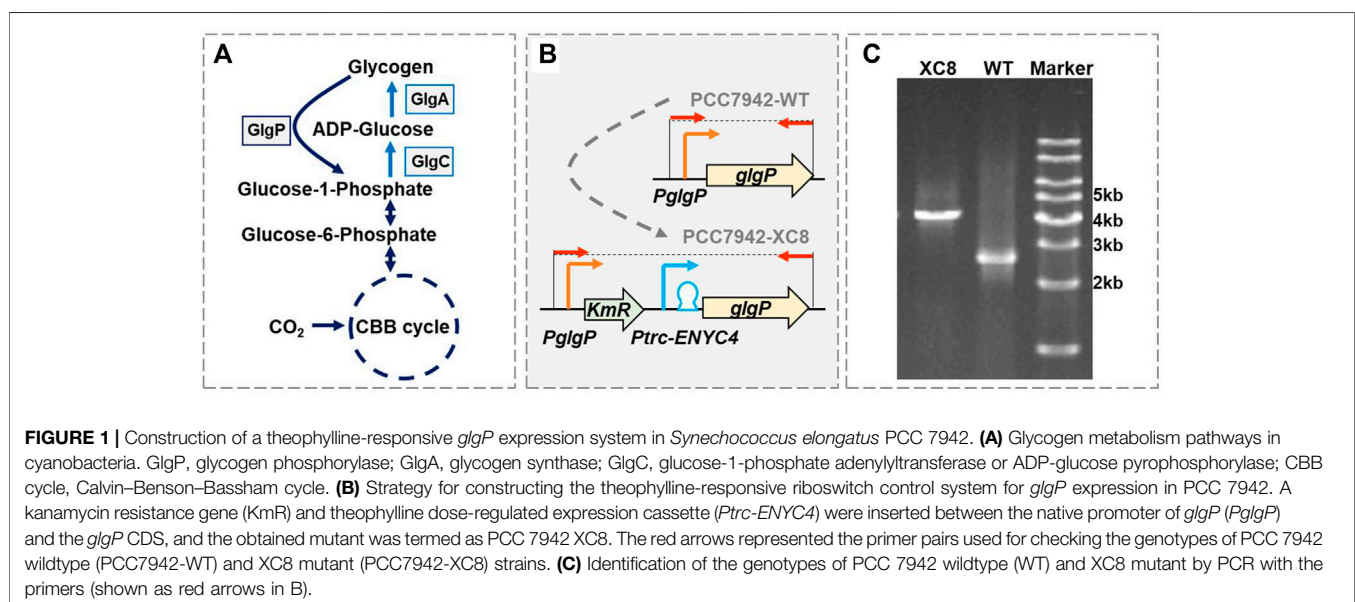 A
Glycogen
GlgA
GlgP
ADP-Glucose
GlgC
Glucose-1-Phosphate
Glucose-6-Phosphate
CO2
CBB cycle
B
PCC7942-WT
PglgP
glgP
PCC7942-XC8
KmR
glgP
PglgP
Ptrc-ENYC4
C
XC8 WT Marker
5kb
4kb
3kb
2kb
FIGURE 1 | Construction of a theophylline-responsive glgP expression system in Synechococcus elongatus PCC 7942. (A) Glycogen metabolism pathways in
cyanobacteria. GlgP, glycogen phosphorylase; GlgA, glycogen synthase; GlgC, glucose-1-phosphate adenylyltransferase or ADP-glucose pyrophosphorylase; CBB
cycle, Calvin–Benson–Bassham cycle. (B) Strategy for constructing the theophylline-responsive riboswitch control system for glgP expression in PCC 7942. A
kanamycin resistance gene (KmR) and theophylline dose-regulated expression cassette (Ptrc-ENYC4) were inserted between the native promoter of glgP (PglgP)
and the glgP CDS, and the obtained mutant was termed as PCC 7942 XC8. The red arrows represented the primer pairs used for checking the genotypes of PCC 7942
wildtype (PCC7942-WT) and XC8 mutant (PCC7942-XC8) strains. (C) Identification of the genotypes of PCC 7942 wildtype (WT) and XC8 mutant by PCR with the
primers (shown as red arrows in B).